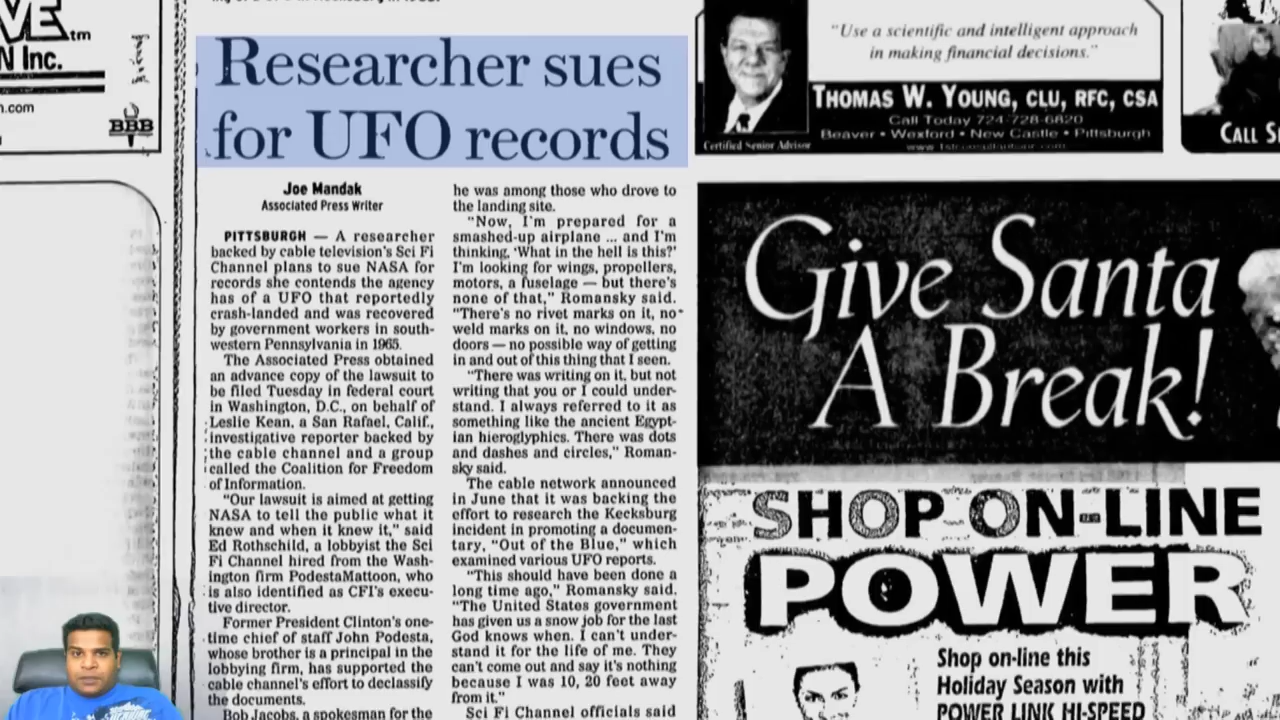 VE tm
N Inc.
n.com
BBB
Researcher sues
for UFO records
Joe Mandak
Associated Press Writer
PITTSBURGH — A researcher
backed by cable television's Sci Fi
Channel plans to sue NASA for
records she contends the agency
has of a UFO that reportedly
crash-landed and was recovered
by government workers in south-
western Pennsylvania in 1965.
The Associated Press obtained
an advance copy of the lawsuit to
be filed Tuesday in federal court
in Washington, D.C., on behalf of
Leslie Kean, a San Rafael, Calif.,
investigative reporter backed by
the cable channel and a group
called the Coalition for Freedom
of Information.
"Our lawsuit is aimed at getting
NASA to tell the public what it
knew and when it knew it," said
Ed Rothschild, a lobbyist the Sci
Fi Channel hired from the Wash-
ington firm PodestaMattoon, who
is also identified as CFI's execu-
tive director.
Former President Clinton's one-
time chief of staff John Podesta,
whose brother is a principal in the
lobbying firm, has supported the
cable channel's effort to declassify
the documents.
Bob Jacobs, a spokesman for the
he was among those who drove to
the landing site.
"Now, I'm prepared for a
smashed-up airplane ... and I'm
thinking, 'What in the hell is this?'
I'm looking for wings, propellers,
motors, a fuselage — but there's
none of that," Romansky said.
"There's no rivet marks on it, no
weld marks on it, no windows, no
doors — no possible way of getting
in and out of this thing that I seen.
"There was writing on it, but not
writing that you or I could under-
stand. I always referred to it as
something like the ancient Egypt-
ian hieroglyphics. There was dots
and dashes and circles," Roman-
sky said.
The cable network announced
in June that it was backing the
effort to research the Kecksburg
incident in promoting a documen-
tary, "Out of the Blue," which
examined various UFO reports.
"This should have been done a
long time ago," Romansky said.
"The United States government
has given us a snow job for the last
God knows when. I can't under-
stand it for the life of me. They
can't come out and say it's nothing
because I was 10, 20 feet away
from it."
Sci Fi Channel officials said
"Use a scientific and intelligent approach
in making financial decisions."
THOMAS W. YOUNG, CLU, RFC, CSA
Call Today 724-728-6820
Beaver • Wexford • New Castle • Pittsburgh
Certified Senior Advisor
CALL S
Give Santa
A Break!
SHOP ON-LINE
POWER
Shop on-line this
Holiday Season with
POWER LINK HI-SPEED